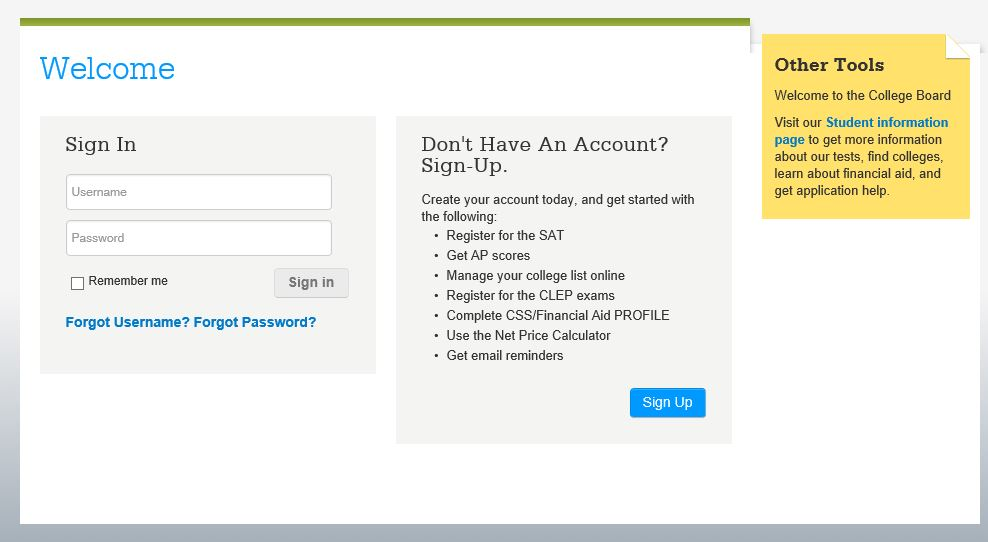 Welcome
Sign In
Username
Password
Remember me
Sign in
Forgot Username? Forgot Password?
Don't Have An Account?
Sign-Up.
Create your account today, and get started with
the following:
• Register for the SAT
• Get AP scores
• Manage your college list online
• Register for the CLEP exams
• Complete CSS/Financial Aid PROFILE
• Use the Net Price Calculator
• Get email reminders
Sign Up
Other Tools
Welcome to the College Board
Visit our Student information
page to get more information
about our tests, find colleges,
learn about financial aid, and
get application help.